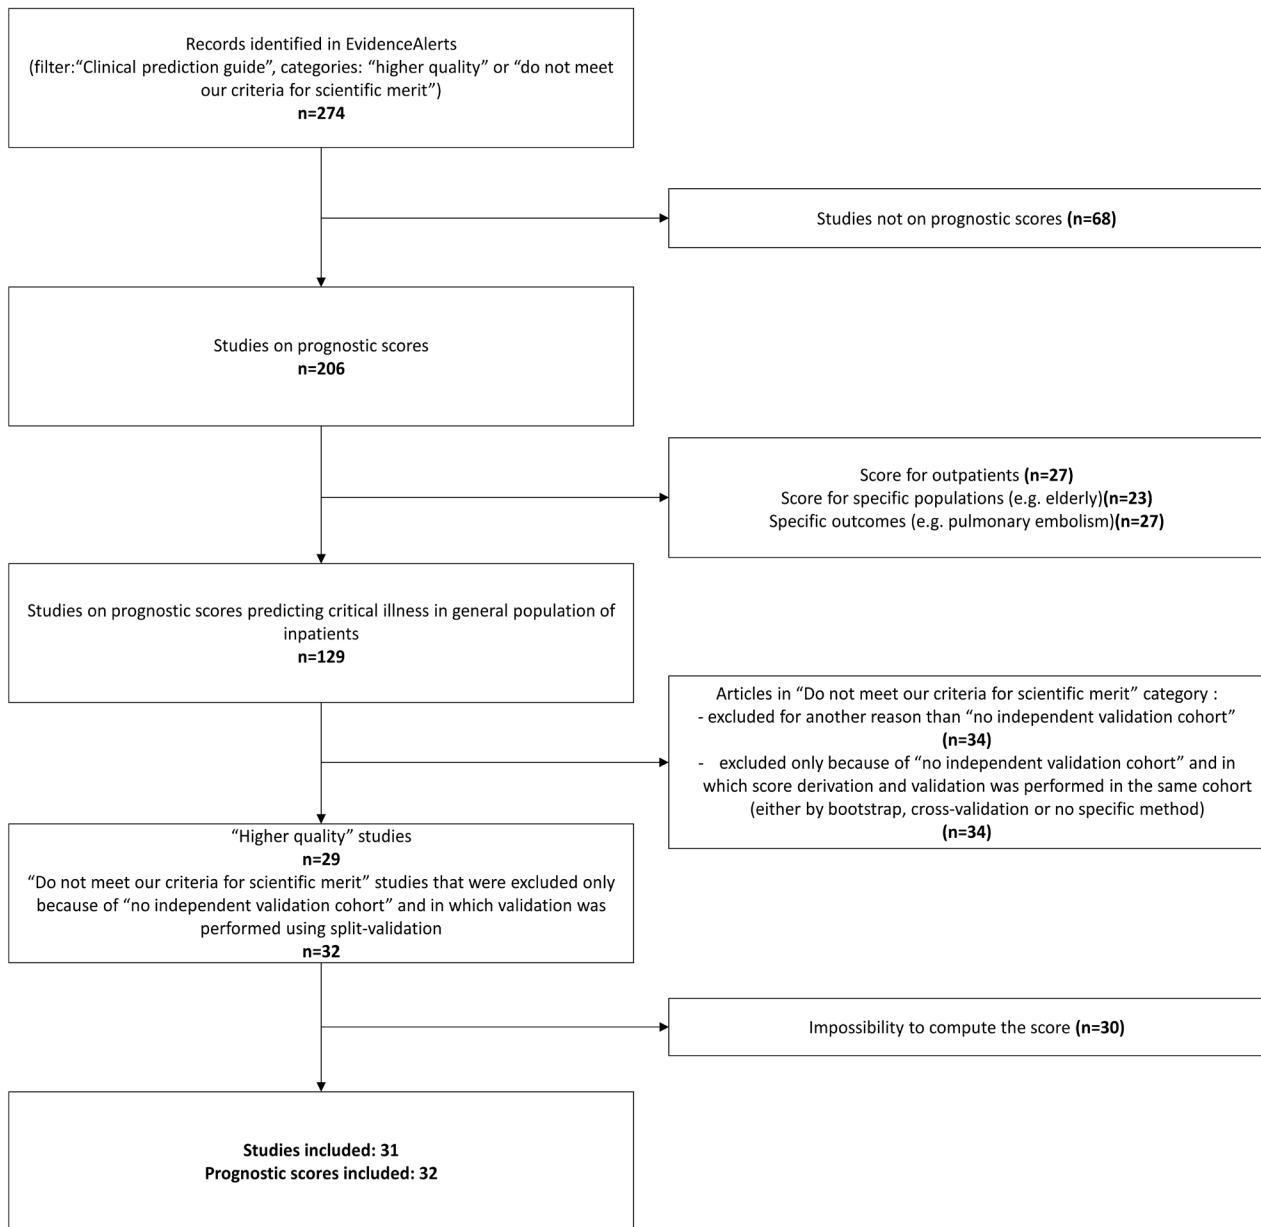 Records identified in EvidenceAlerts
(filter:“Clinical prediction guide”, categories: “higher quality” or “do not meet
our criteria for scientific merit”)
n=274
Studies not on prognostic scores (n=68)
Studies on prognostic scores
n=206
Score for outpatients (n=27)
Score for specific populations (e.g. elderly)(n=23)
Specific outcomes (e.g. pulmonary embolism)(n=27)
Studies on prognostic scores predicting critical illness in general population of
inpatients
n=129
Articles in “Do not meet our criteria for scientific merit” category :
- excluded for another reason than “no independent validation cohort”
(n=34)
- excluded only because of “no independent validation cohort” and in
which score derivation and validation was performed in the same cohort
(either by bootstrap, cross-validation or no specific method)
(n=34)
“Higher quality” studies
n=29
“Do not meet our criteria for scientific merit” studies that were excluded only
because of “no independent validation cohort” and in which validation was
performed using split-validation
n=32
Impossibility to compute the score (n=30)
Studies included: 31
Prognostic scores included: 32